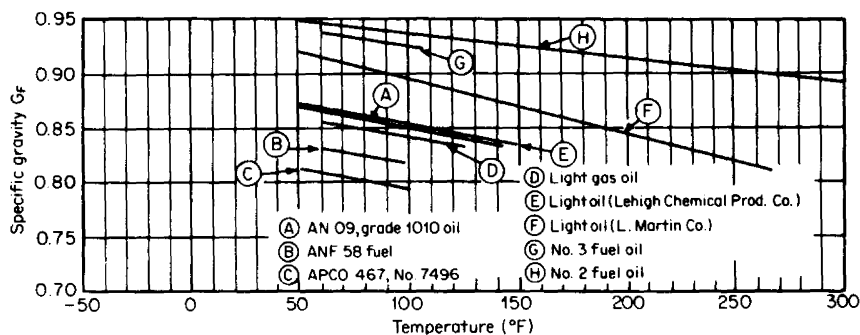 0.95
0.90
0.85
0.80
0.75
0.70
Specific gravity G_F
-50
0
50
100
150
200
250
300
Temperature (°F)
H
G
A
F
B
E
C
D
A AN 09, grade 1010 oil
B ANF 58 fuel
C APCO 467, No. 7496
D Light gas oil
E Light oil (Lehigh Chemical Prod. Co.)
F Light oil (L. Martin Co.)
G No. 3 fuel oil
H No. 2 fuel oil